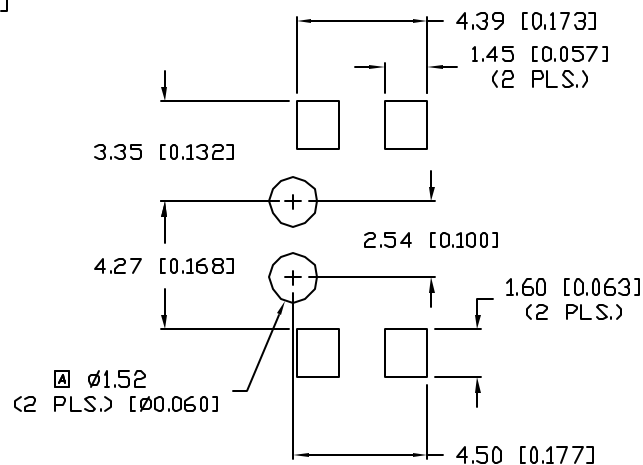 4.39 [0.173]
1.45 [0.057]
(2 PLS.)
3.35 [0.132]
2.54 [0.100]
4.27 [0.168]
1.60 [0.063]
(2 PLS.)
A Ø1.52
(2 PLS.) [Ø0.060]
4.50 [0.177]